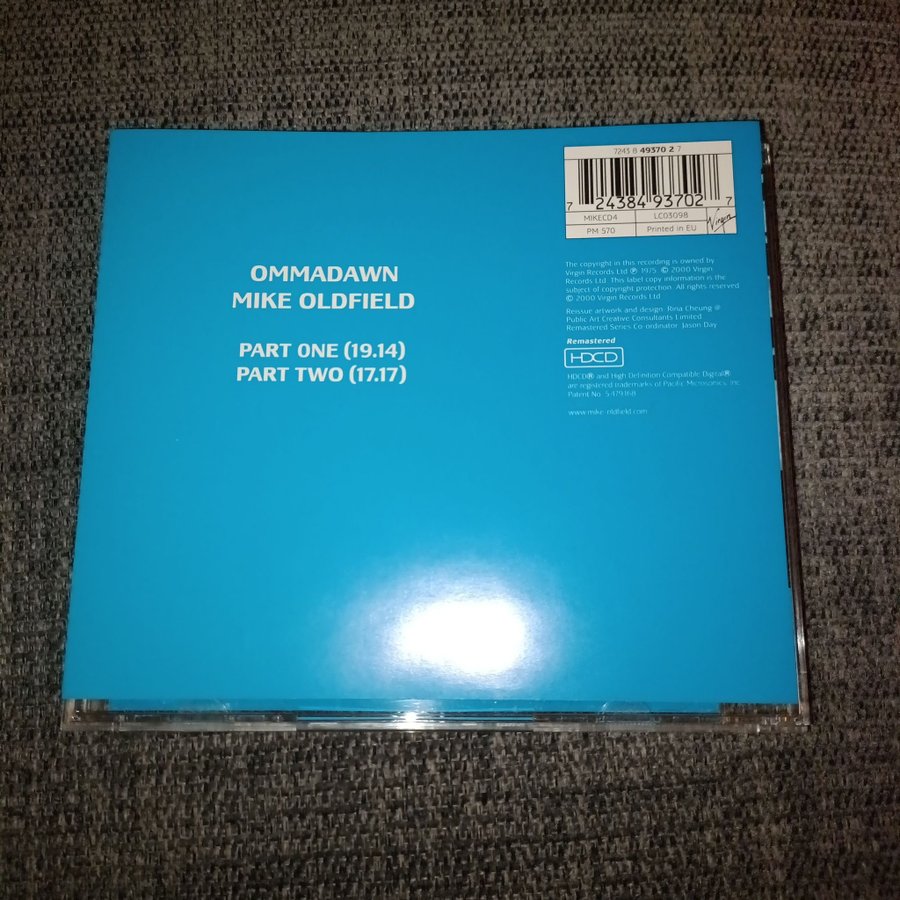 OMMADAWN
MIKE OLDFIELD
PART ONE (19.14)
PART TWO (17.17)
7243 8 49370 2 7
7 24384 93702 7
MIKECD4 LC03098
PM 570 Printed in EU
Virgin
The copyright in this recording is owned by
Virgin Records Ltd ℗ 1975 © 2000 Virgin
Records Ltd. This label copy information is the
subject of copyright protection. All rights reserved.
© 2000 Virgin Records Ltd
Reissue artwork and design: Rina Cheung @
Public Art Creative Consultants Limited
Remastered Series Co-ordinator: Jason Day
Remastered
HDCD
HDCD® and High Definition Compatible Digital®
are registered trademarks of Pacific Microsonics, Inc.
Patent No. 5,479,168
www.mike-oldfield.com